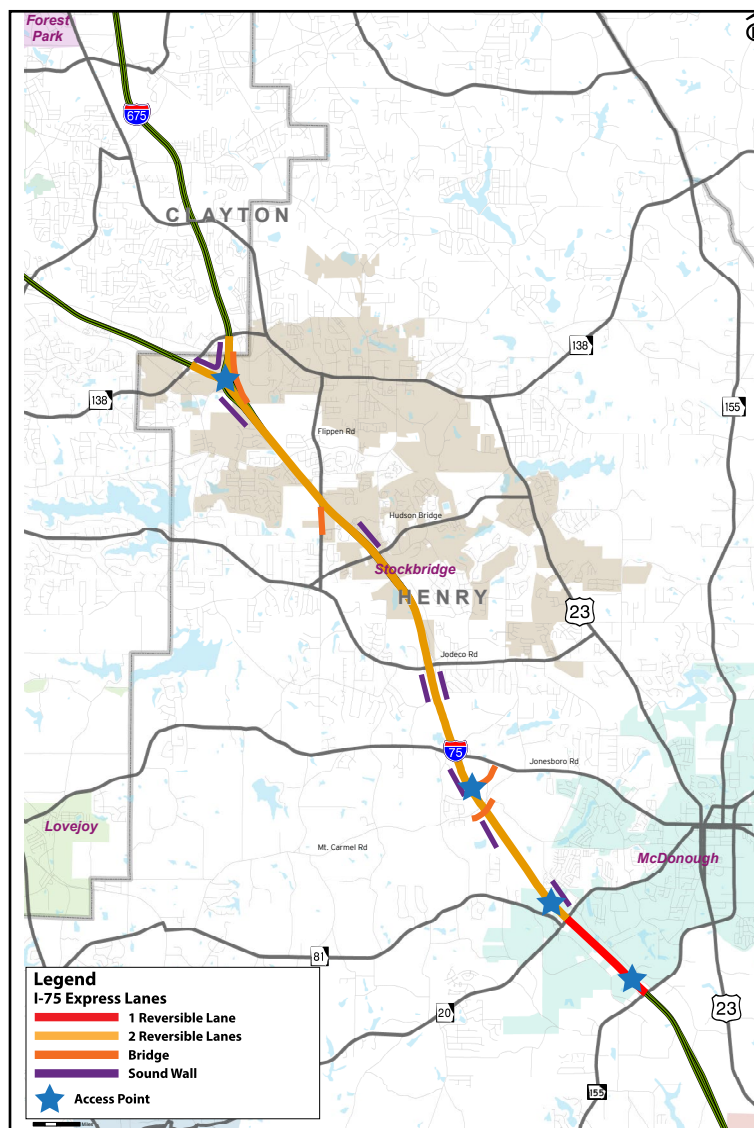 Forest
Park
675
CLAYTON
138
138
155
Flippen Rd
Hudson Bridge
Stockbridge
HENRY
23
Jodeco Rd
75
Jonesboro Rd
Lovejoy
Mt. Carmel Rd
McDonough
81
20
23
155
Legend
I-75 Express Lanes
1 Reversible Lane
2 Reversible Lanes
Bridge
Sound Wall
Access Point
Miles